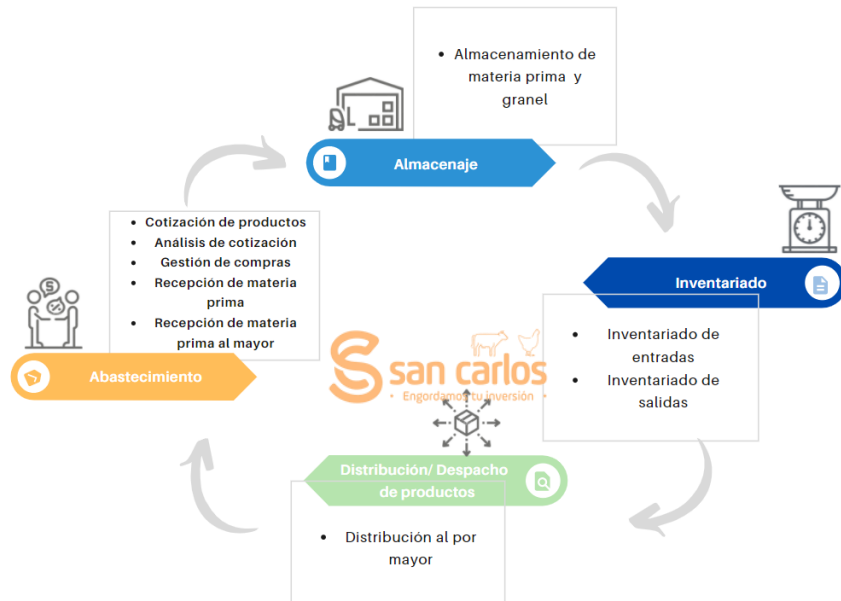 • Almacenamiento de
materia prima y
granel
Almacenaje
• Cotización de productos
• Análisis de cotización
• Gestión de compras
• Recepción de materia
prima
• Recepción de materia
prima al mayor
Abastecimiento
Inventariado
• Inventariado de
entradas
• Inventariado de
salidas
san carlos
• Engordamos tu inversión •
Distribución/ Despacho
de productos
• Distribución al por
mayor